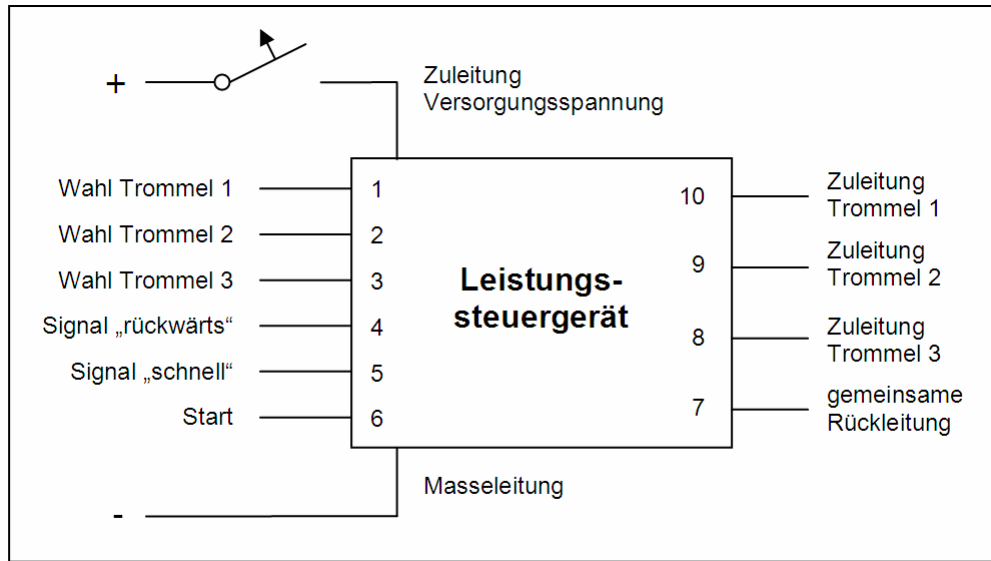 +
Zuleitung
Versorgungsspannung
Wahl Trommel 1
Wahl Trommel 2
Wahl Trommel 3
Signal „rückwärts“
Signal „schnell“
Start
1
2
3
4
5
6
Leistungs-
steuergerät
10
9
8
7
Zuleitung
Trommel 1
Zuleitung
Trommel 2
Zuleitung
Trommel 3
gemeinsame
Rückleitung
Masseleitung
-